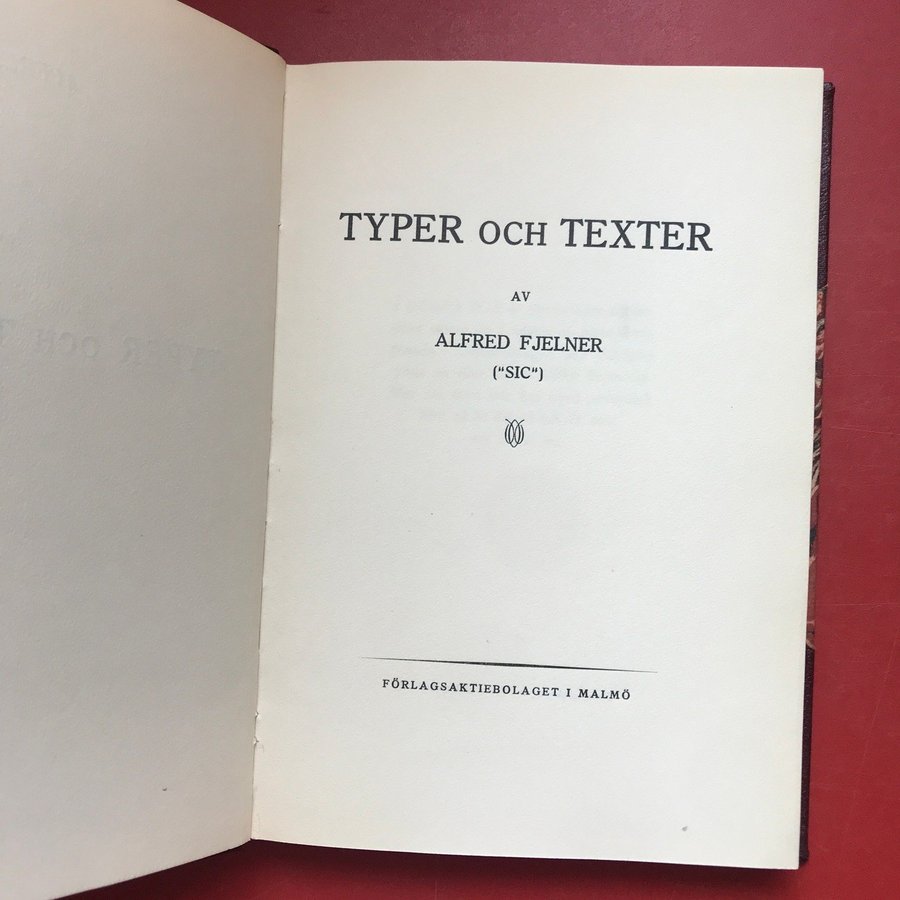 TYPER OCH TEXTER
AV
ALFRED FJELNER
("SIC“)
FÖRLAGSAKTIEBOLAGET I MALMÖ